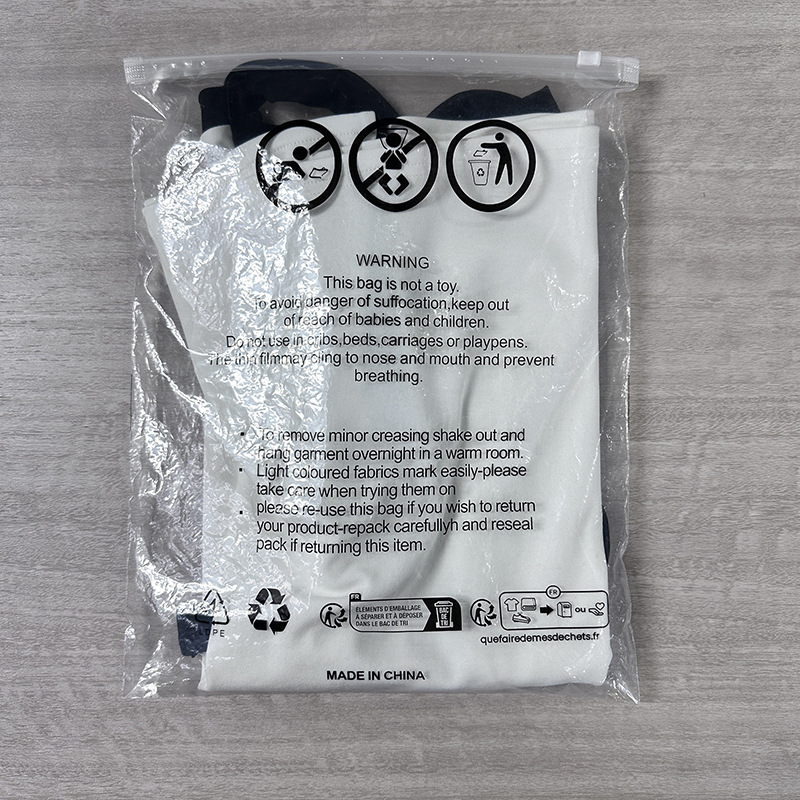 WARNING
This bag is not a toy.
To avoid danger of suffocation,keep out
of reach of babies and children.
Do not use in cribs,beds,carriages or playpens.
The thin filmmay cling to nose and mouth and prevent
breathing.
• To remove minor creasing shake out and
hang garment overnight in a warm room.
• Light coloured fabrics mark easily-please
take care when trying them on
• please re-use this bag if you wish to return
your product-repack carefullyh and reseal
pack if returning this item.
LDPE
FR
ÉLÉMENTS D'EMBALLAGE
À SÉPARER ET À DÉPOSER
DANS LE BAC DE TRI
BAC
DE
TRI
FR
ou
quefairedemesdechets.fr
MADE IN CHINA